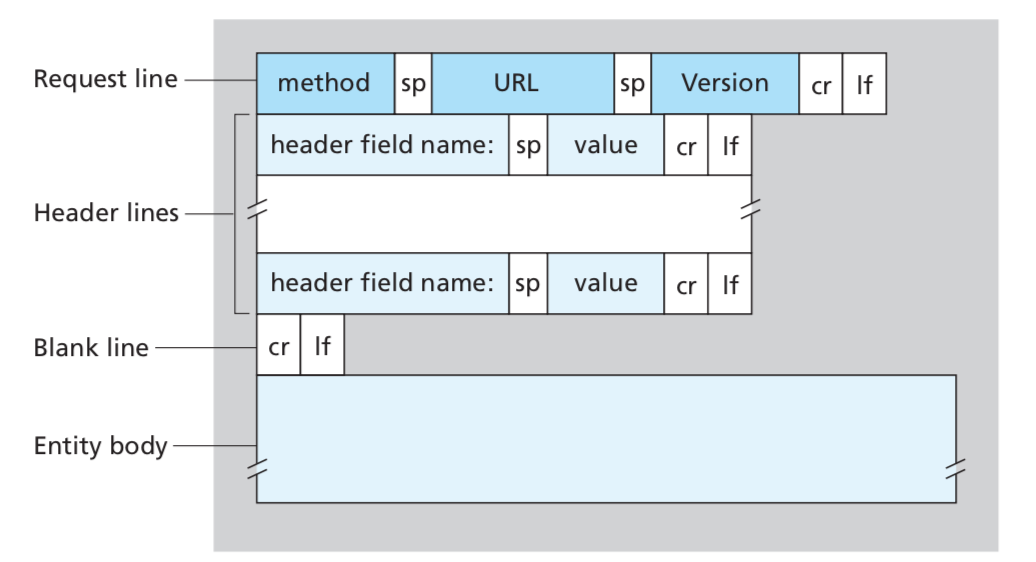 Request line method sp URL sp Version cr lf
header field name: sp value cr lf
Header lines
header field name: sp value cr lf
Blank line cr lf
Entity body